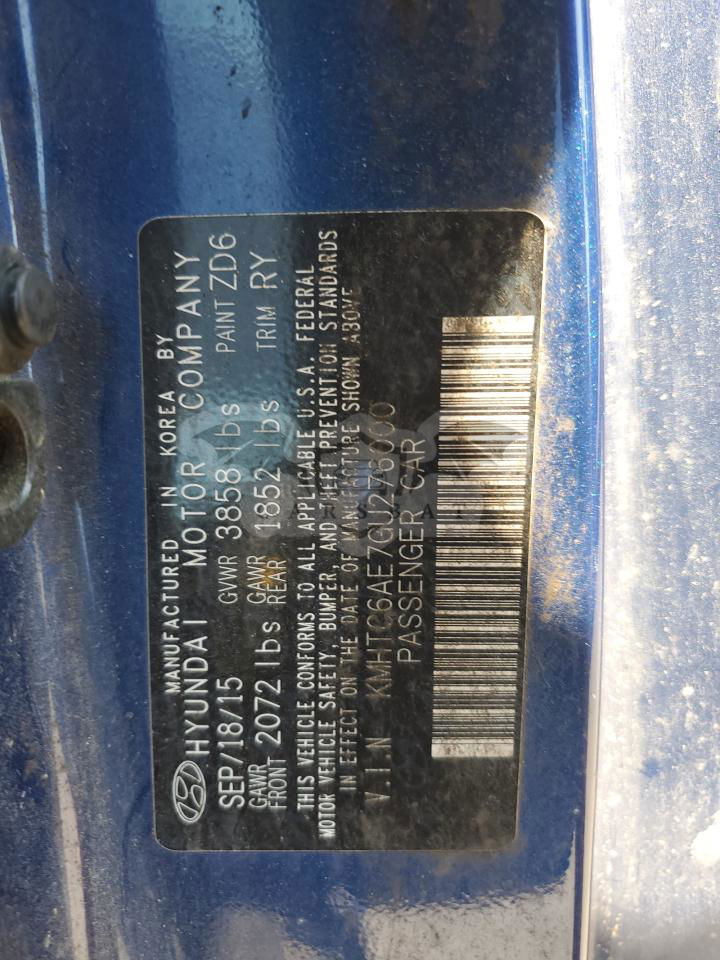 MANUFACTURED IN KOREA BY
HYUNDAI MOTOR COMPANY
SEP/18/15 GVWR 3858 lbs PAINT ZD6
GAWR FRONT 2072 lbs GAWR REAR 1852 lbs TRIM RY
THIS VEHICLE CONFORMS TO ALL APPLICABLE U.S.A. FEDERAL
MOTOR VEHICLE SAFETY, BUMPER, AND THEFT PREVENTION STANDARDS
IN EFFECT ON THE DATE OF MANUFACTURE SHOWN ABOVE
V.I.N KMHTC6AE7GU276000
PASSENGER CAR